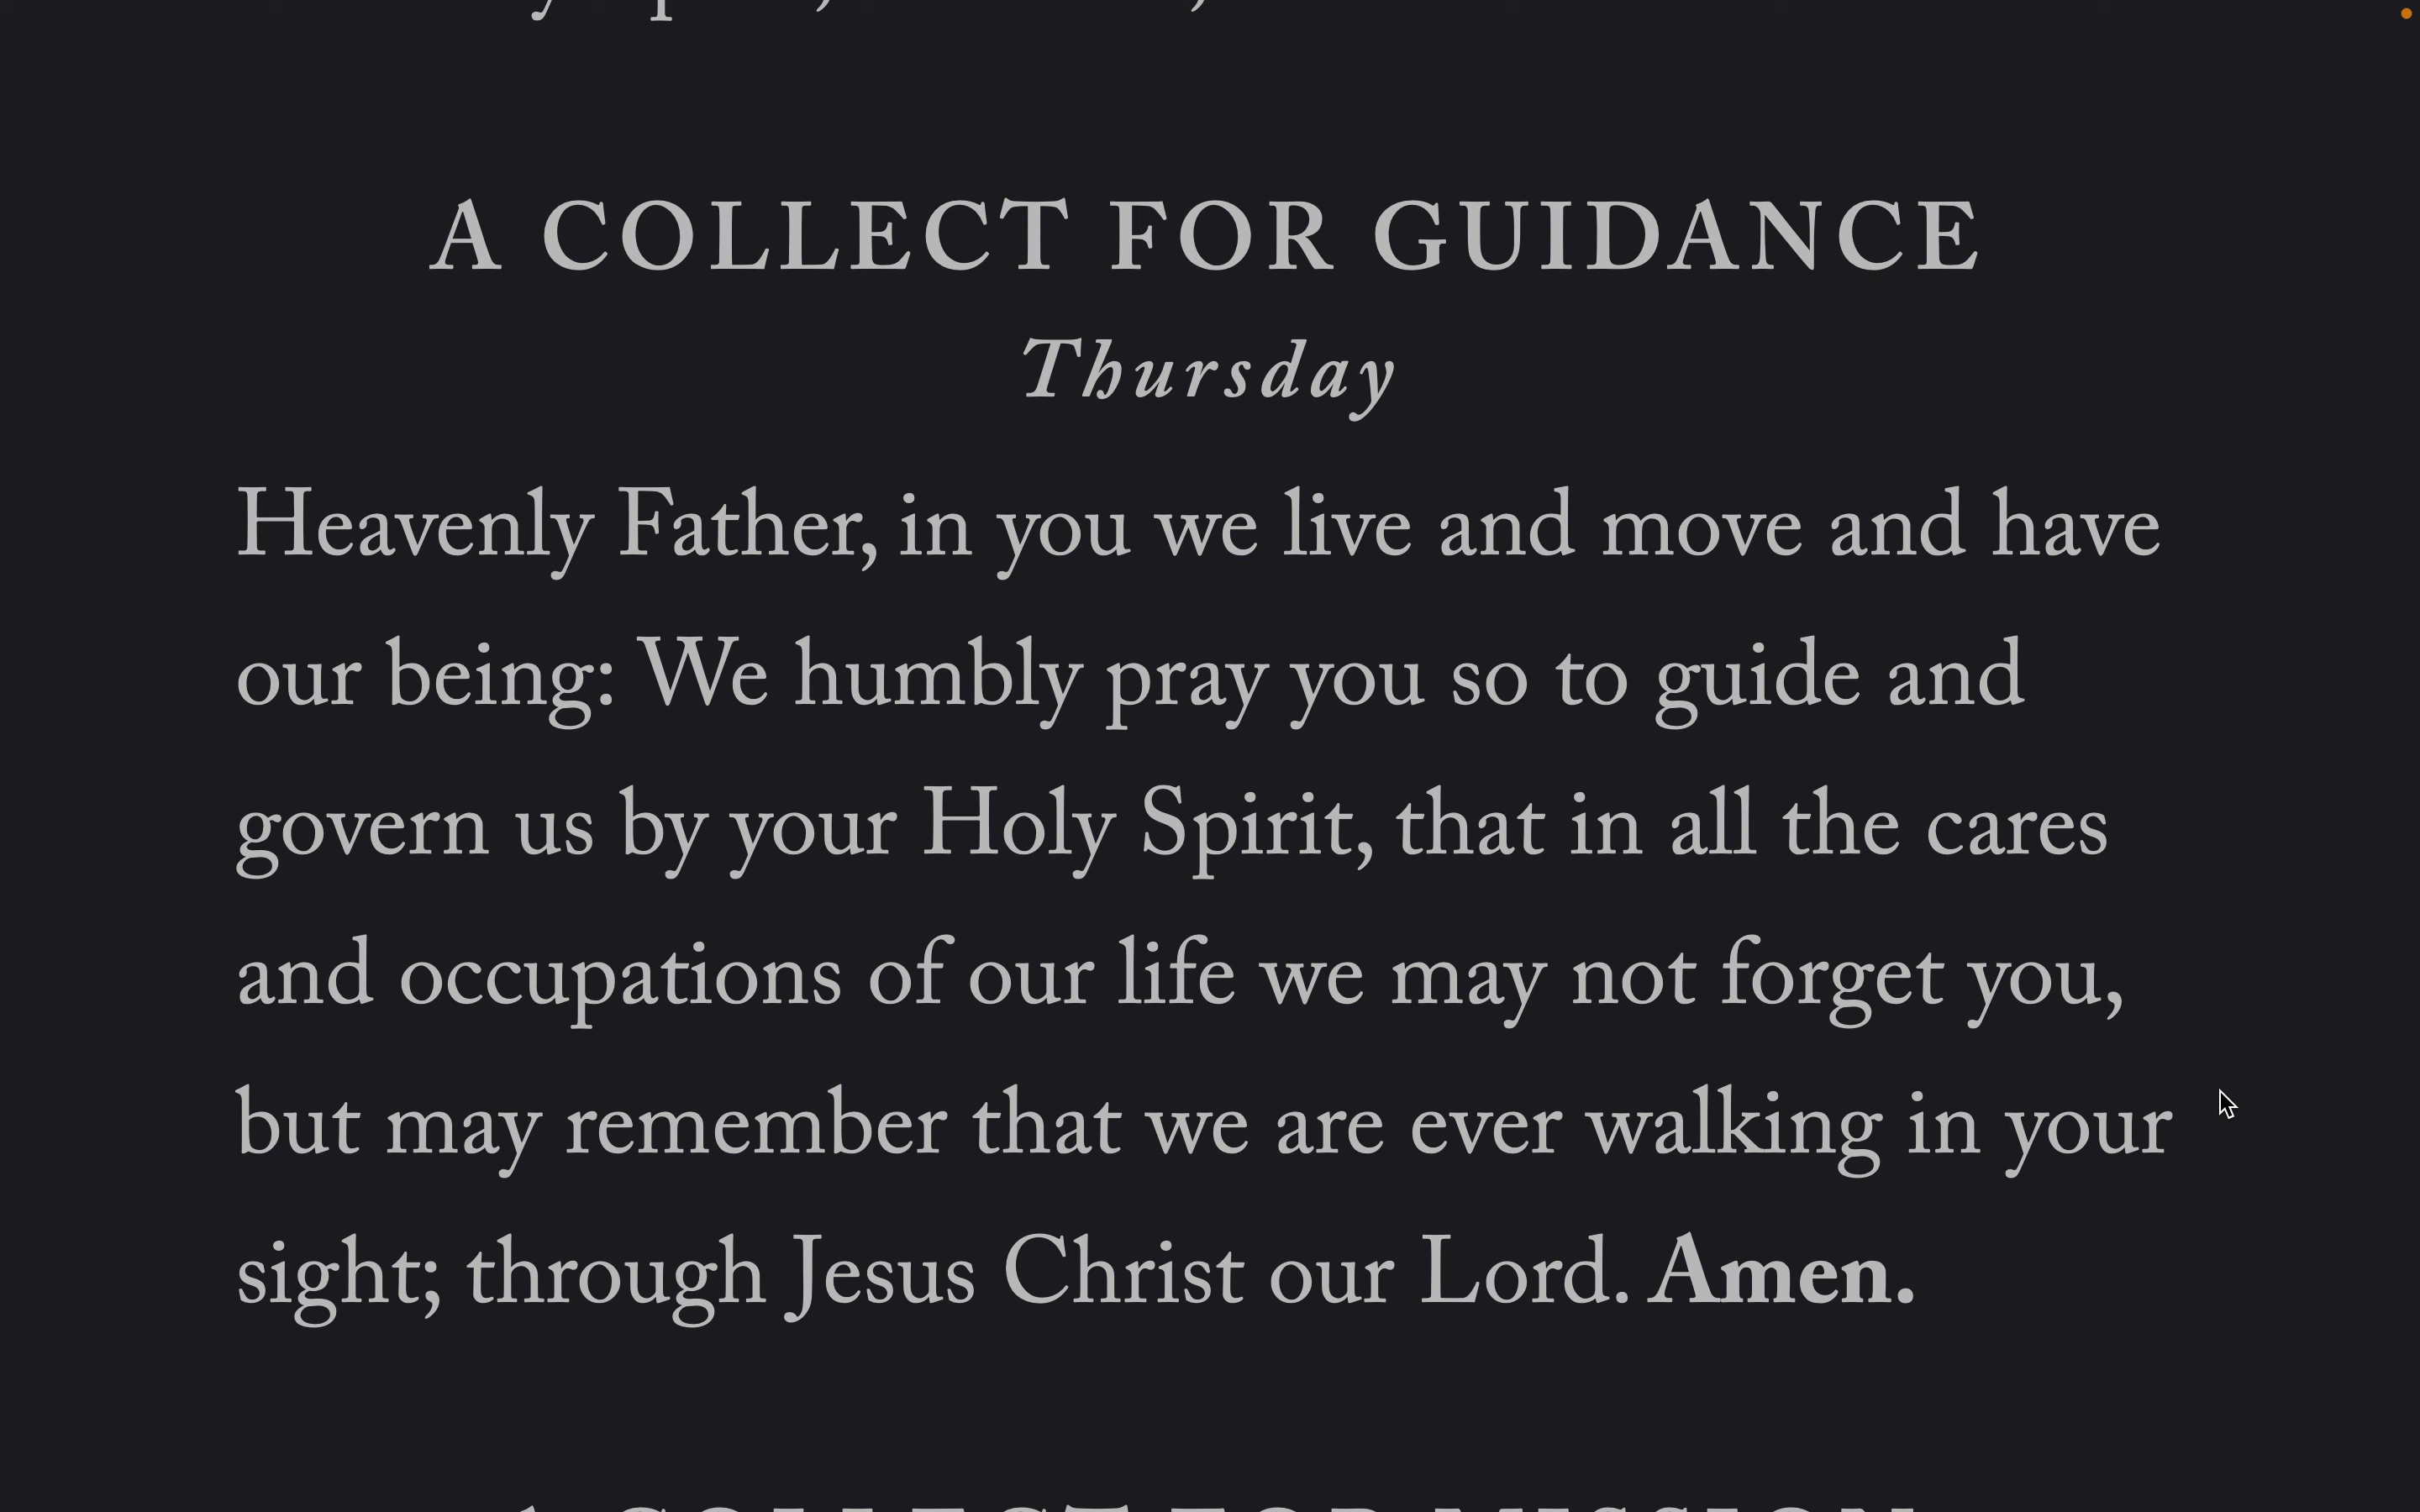 A COLLECT FOR GUIDANCE
Thursday
Heavenly Father, in you we live and move and have
our being: We humbly pray you so to guide and
govern us by your Holy Spirit, that in all the cares
and occupations of our life we may not forget you,
but may remember that we are ever walking in your
sight; through Jesus Christ our Lord. Amen.